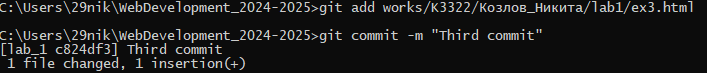 C:\Users\29nik\WebDevelopment_2024-2025>git add works/K3322/Козлов_Никита/lab1/ex3.html
C:\Users\29nik\WebDevelopment_2024-2025>git commit -m "Third commit"
[lab_1 c824df3] Third commit
 1 file changed, 1 insertion(+)